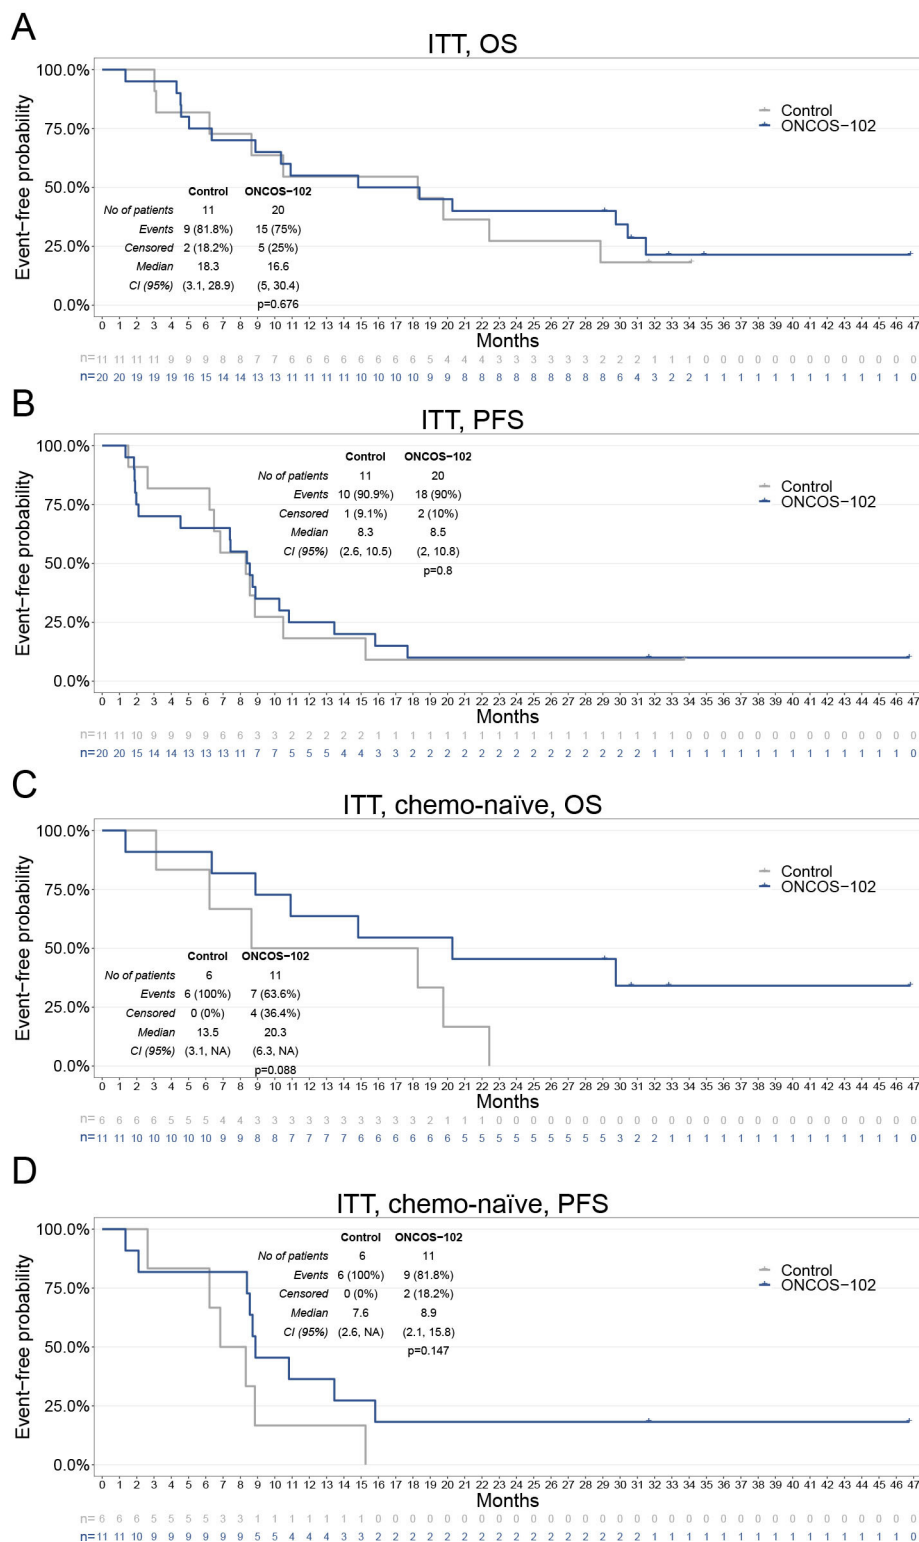 A
ITT, OS
Event−free probability
100.0%
75.0%
50.0%
25.0%
0.0%
Control
ONCOS−102
Control ONCOS−102
No of patients 11 20
Events 9 (81.8%) 15 (75%)
Censored 2 (18.2%) 5 (25%)
Median 18.3 16.6
CI (95%) (3.1, 28.9) (5, 30.4)
p=0.676
0 1 2 3 4 5 6 7 8 9 10 11 12 13 14 15 16 17 18 19 20 21 22 23 24 25 26 27 28 29 30 31 32 33 34 35 36 37 38 39 40 41 42 43 44 45 46 47
Months
n=11 11 11 11 9 9 9 8 8 7 7 6 6 6 6 6 6 6 6 5 4 4 4 3 3 3 3 3 3 2 2 2 1 1 1 0 0 0 0 0 0 0 0 0 0 0 0 0
n=20 20 19 19 19 16 15 14 14 13 13 11 11 11 11 10 10 10 10 9 9 8 8 8 8 8 8 8 8 8 6 4 3 2 2 1 1 1 1 1 1 1 1 1 1 1 1 0
B
ITT, PFS
Event−free probability
100.0%
75.0%
50.0%
25.0%
0.0%
Control ONCOS−102
No of patients 11 20
Events 10 (90.9%) 18 (90%)
Censored 1 (9.1%) 2 (10%)
Median 8.3 8.5
CI (95%) (2.6, 10.5) (2, 10.8)
p=0.8
Control
ONCOS−102
0 1 2 3 4 5 6 7 8 9 10 11 12 13 14 15 16 17 18 19 20 21 22 23 24 25 26 27 28 29 30 31 32 33 34 35 36 37 38 39 40 41 42 43 44 45 46 47
Months
n=11 11 10 9 9 9 9 6 6 3 3 2 2 2 2 2 1 1 1 1 1 1 1 1 1 1 1 1 1 1 1 1 1 1 0 0 0 0 0 0 0 0 0 0 0 0 0 0
n=20 20 15 14 14 13 13 13 11 7 7 5 5 5 4 4 3 3 2 2 2 2 2 2 2 2 2 2 2 2 2 2 1 1 1 1 1 1 1 1 1 1 1 1 1 1 1 0
C
ITT, chemo-naïve, OS
Event−free probability
100.0%
75.0%
50.0%
25.0%
0.0%
Control
ONCOS−102
Control ONCOS−102
No of patients 6 11
Events 6 (100%) 7 (63.6%)
Censored 0 (0%) 4 (36.4%)
Median 13.5 20.3
CI (95%) (3.1, NA) (6.3, NA)
p=0.088
0 1 2 3 4 5 6 7 8 9 10 11 12 13 14 15 16 17 18 19 20 21 22 23 24 25 26 27 28 29 30 31 32 33 34 35 36 37 38 39 40 41 42 43 44 45 46 47
Months
n= 6 6 6 6 5 5 5 4 4 3 3 3 3 3 3 3 3 3 3 2 1 1 1 0 0 0 0 0 0 0 0 0 0 0 0 0 0 0 0 0 0 0 0 0 0 0 0 0
n=11 11 10 10 10 10 10 9 9 8 8 7 7 7 7 6 6 6 6 6 6 5 5 5 5 5 5 5 5 5 3 2 2 1 1 1 1 1 1 1 1 1 1 1 1 1 1 0
D
ITT, chemo-naïve, PFS
Event−free probability
100.0%
75.0%
50.0%
25.0%
0.0%
Control ONCOS−102
No of patients 6 11
Events 6 (100%) 9 (81.8%)
Censored 0 (0%) 2 (18.2%)
Median 7.6 8.9
CI (95%) (2.6, NA) (2.1, 15.8)
p=0.147
Control
ONCOS−102
0 1 2 3 4 5 6 7 8 9 10 11 12 13 14 15 16 17 18 19 20 21 22 23 24 25 26 27 28 29 30 31 32 33 34 35 36 37 38 39 40 41 42 43 44 45 46 47
Months
n= 6 6 6 5 5 5 5 3 3 1 1 1 1 1 1 1 0 0 0 0 0 0 0 0 0 0 0 0 0 0 0 0 0 0 0 0 0 0 0 0 0 0 0 0 0 0 0 0
n=11 11 10 9 9 9 9 9 9 5 5 4 4 4 3 3 2 2 2 2 2 2 2 2 2 2 2 2 2 2 2 2 1 1 1 1 1 1 1 1 1 1 1 1 1 1 1 0